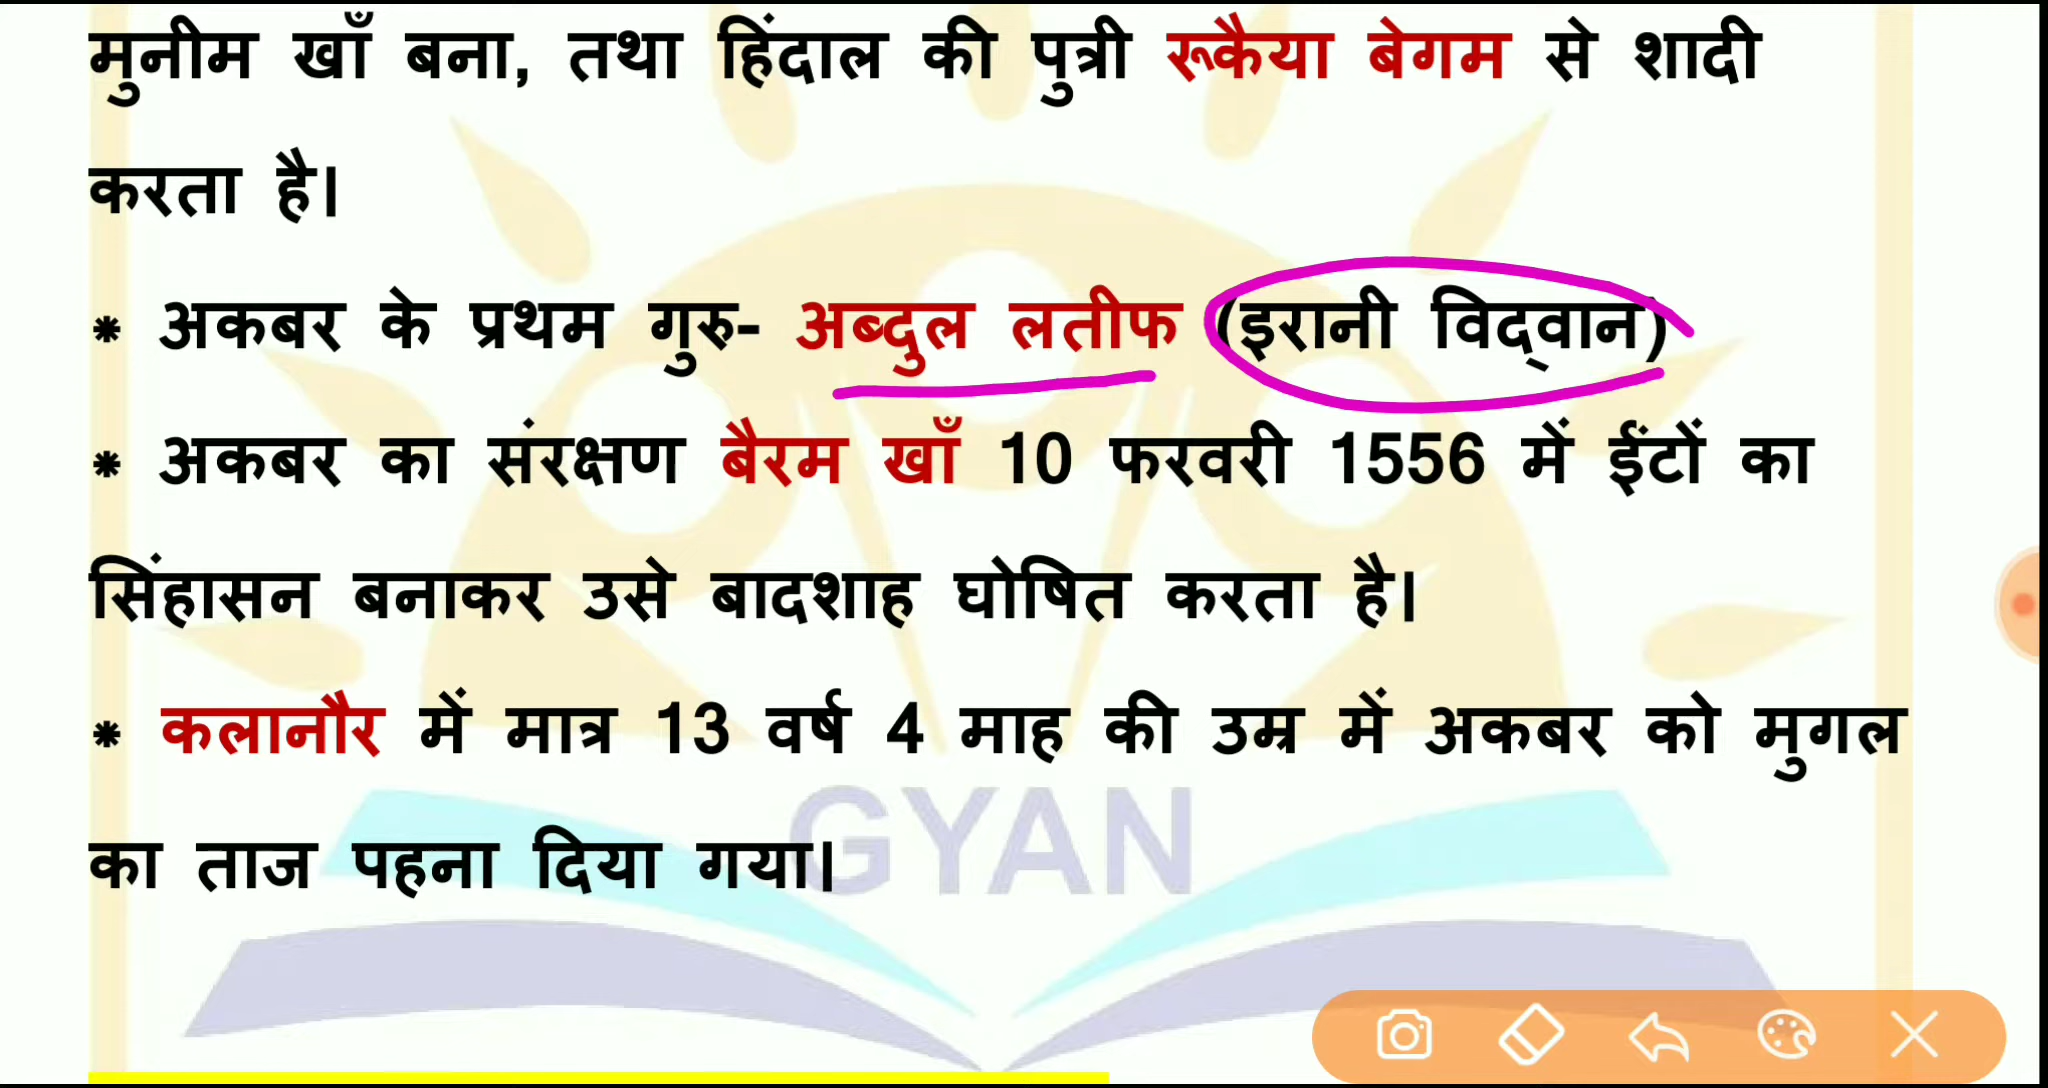 मुनीम खाँ बना, तथा हिंदाल की पुत्री रूकैया बेगम से शादी
करता है।
* अकबर के प्रथम गुरु- अब्दुल लतीफ (इरानी विद्वान)
* अकबर का संरक्षण बैरम खाँ 10 फरवरी 1556 में ईंटों का
सिंहासन बनाकर उसे बादशाह घोषित करता है।
* कलानौर में मात्र 13 वर्ष 4 माह की उम्र में अकबर को मुगल
का ताज पहना दिया गया।
GYAN